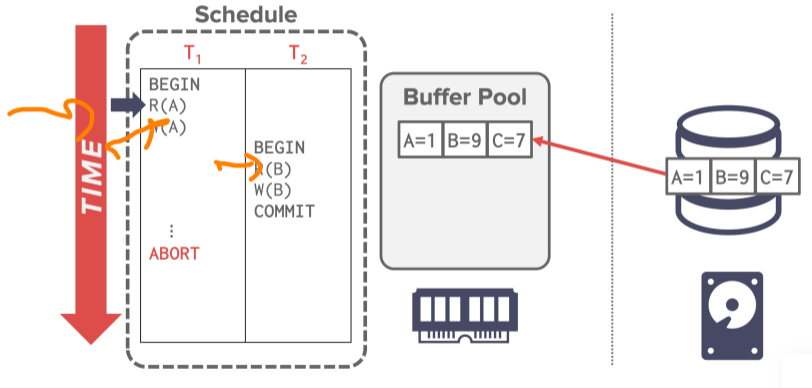 Schedule
TIME
T1 T2
BEGIN
R(A)
W(A)
BEGIN
R(B)
W(B)
COMMIT
⋮
ABORT
Buffer Pool
A=1 B=9 C=7
A=1 B=9 C=7